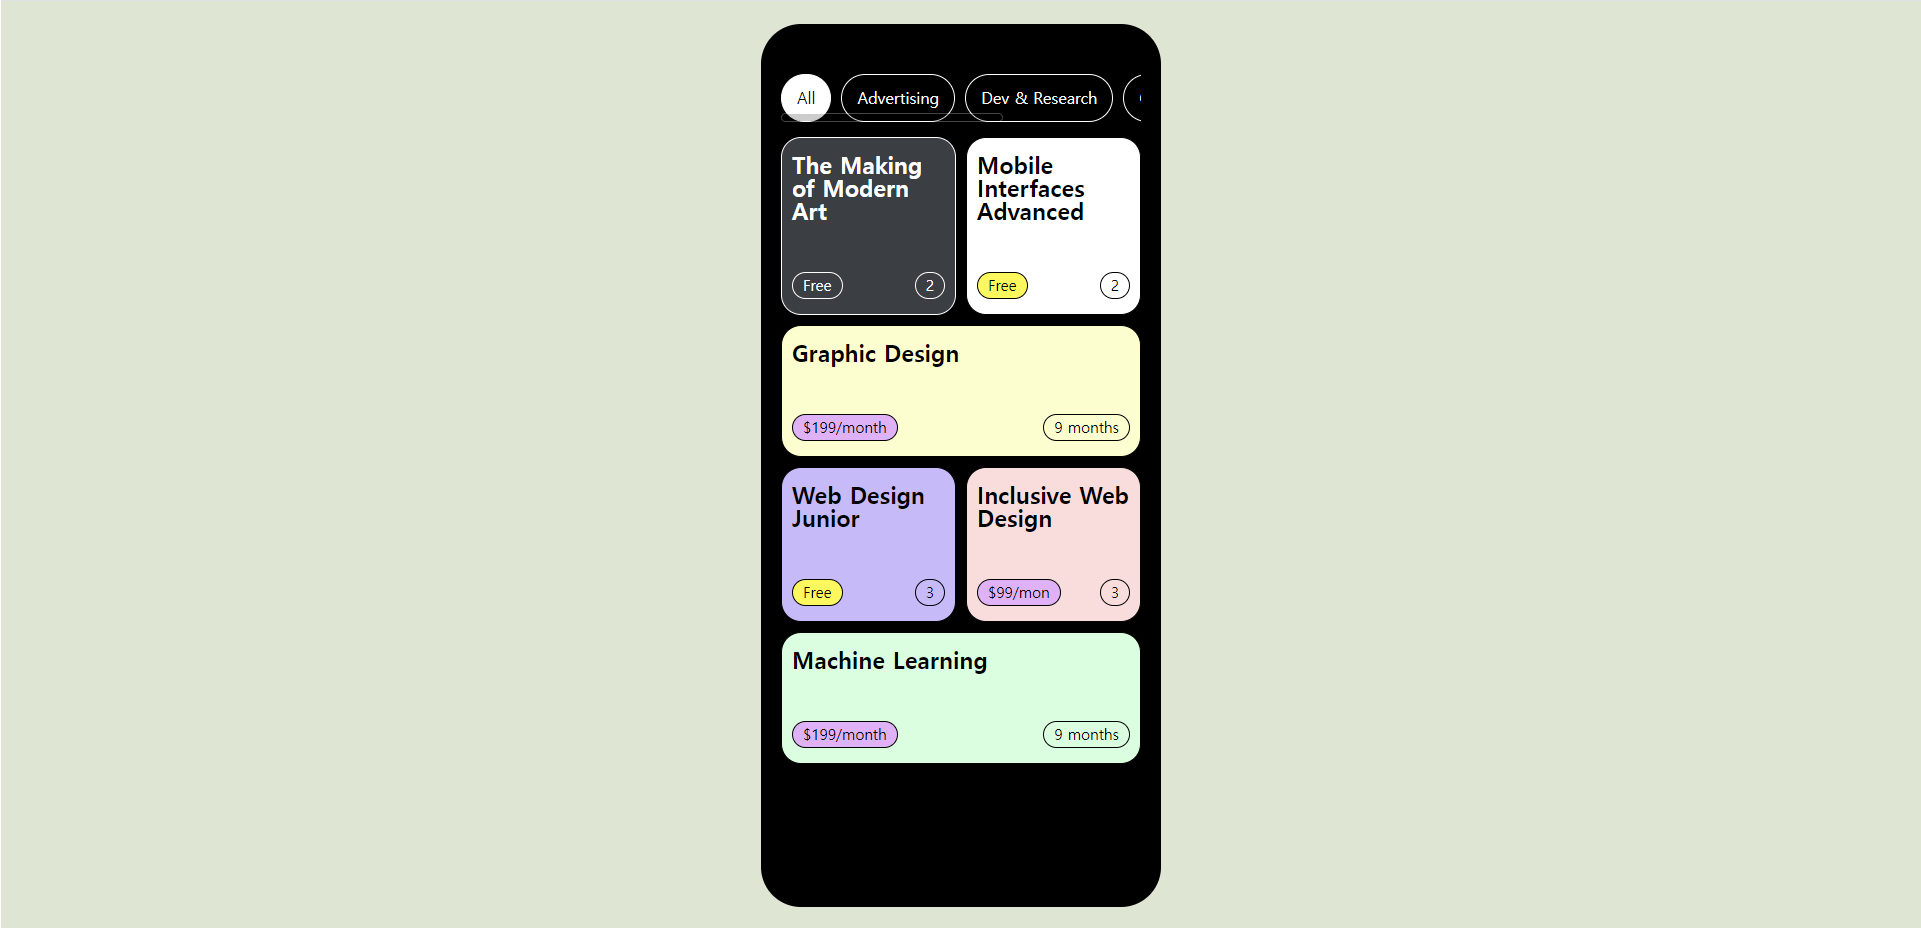 All
Advertising
Dev & Research
The Making
of Modern
Art
Free
2
Mobile
Interfaces
Advanced
Free
2
Graphic Design
$199/month
9 months
Web Design
Junior
Free
3
Inclusive Web
Design
$99/mon
3
Machine Learning
$199/month
9 months